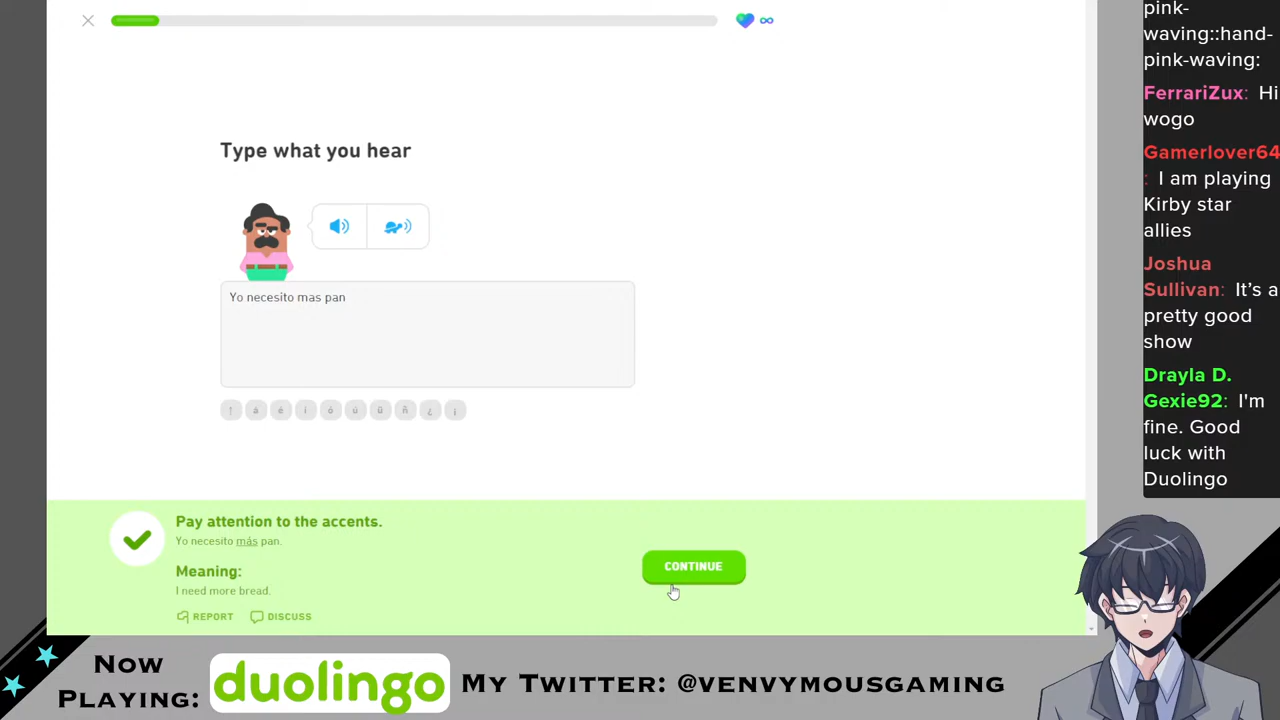 Type what you hear
Yo necesito mas pan
↑ á é í ó ú ü ñ ¿ ¡
Pay attention to the accents.
Yo necesito más pan.
Meaning:
I need more bread.
REPORT DISCUSS
CONTINUE
pink-
waving::hand-
pink-waving:
FerrariZux: Hi
wogo
Gamerlover64
: I am playing
Kirby star
allies
Joshua
Sullivan: It's a
pretty good
show
Drayla D.
Gexie92: I'm
fine. Good
luck with
Duolingo
Now
Playing:
duolingo
My Twitter: @venvymousgaming